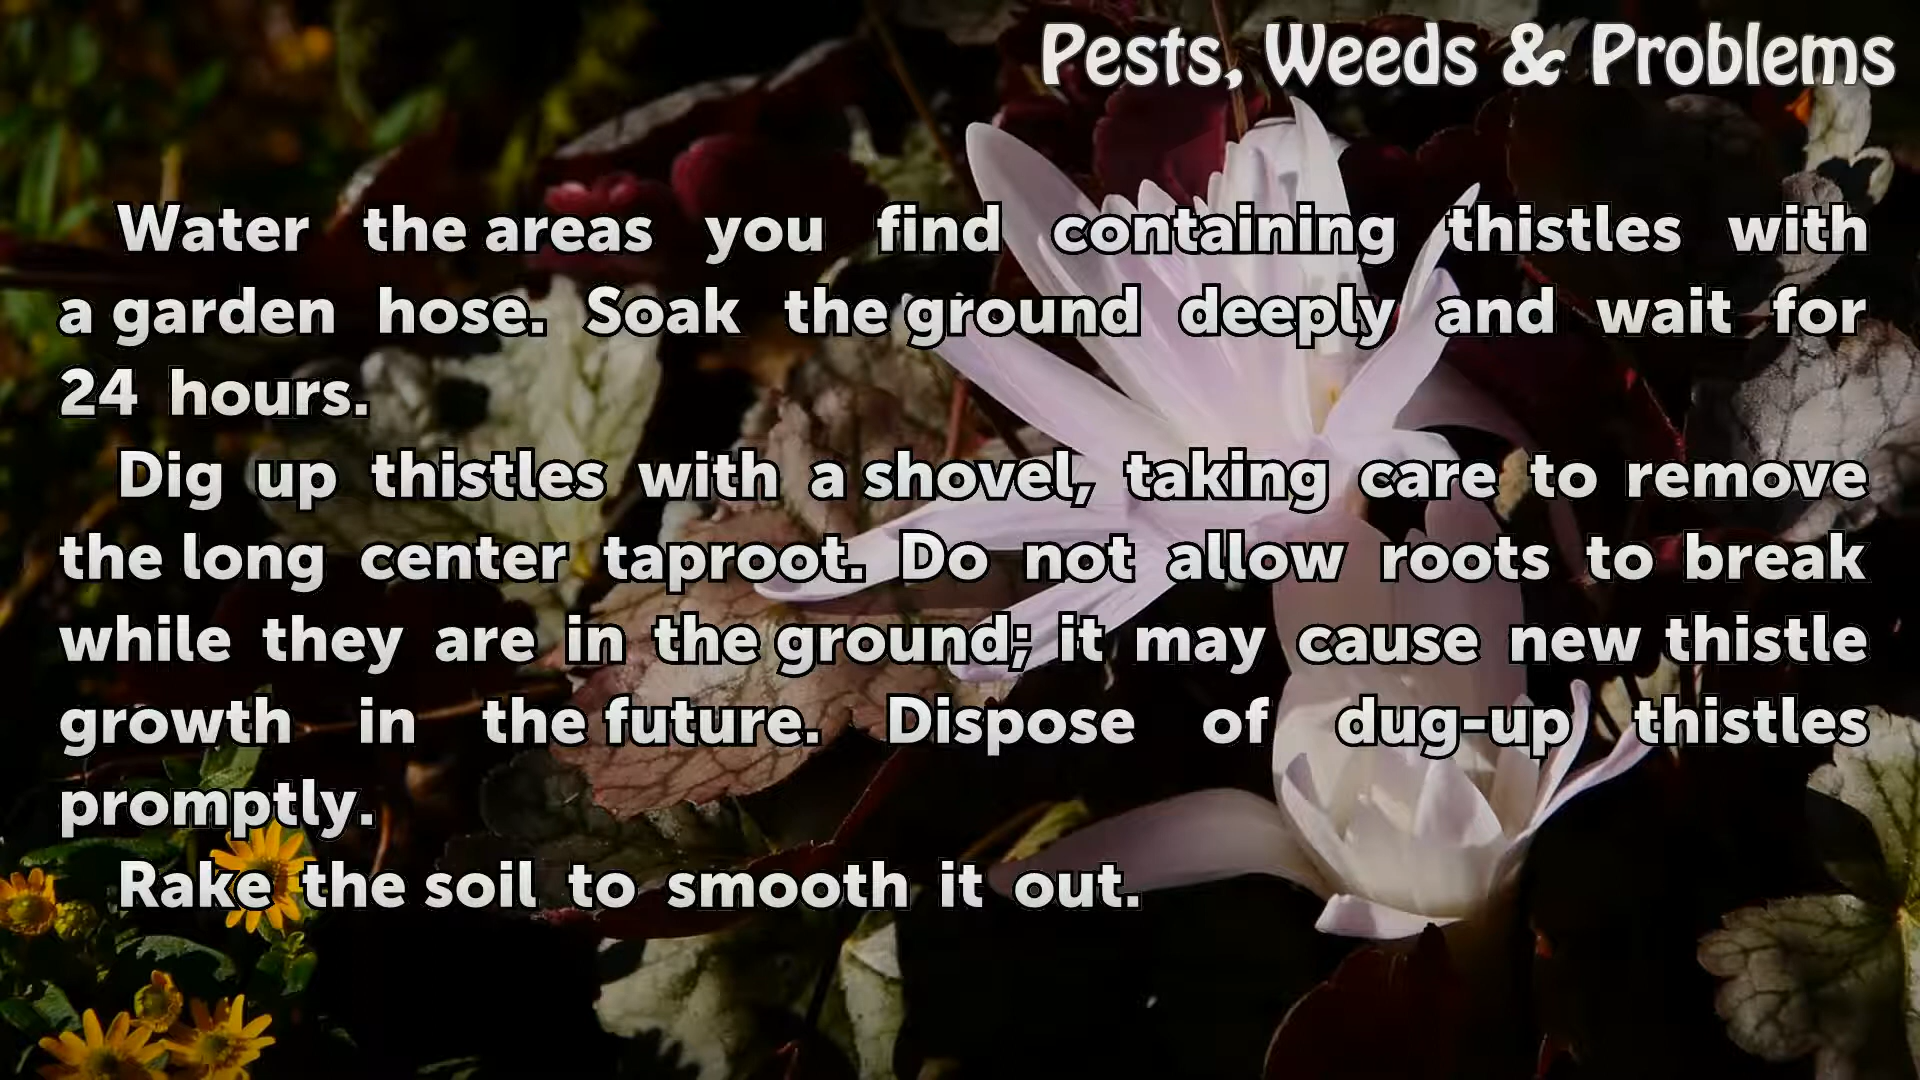 Pests, Weeds & Problems
Water the areas you find containing thistles with
a garden hose. Soak the ground deeply and wait for
24 hours.
Dig up thistles with a shovel, taking care to remove
the long center taproot. Do not allow roots to break
while they are in the ground; it may cause new thistle
growth in the future. Dispose of dug-up thistles
promptly.
Rake the soil to smooth it out.